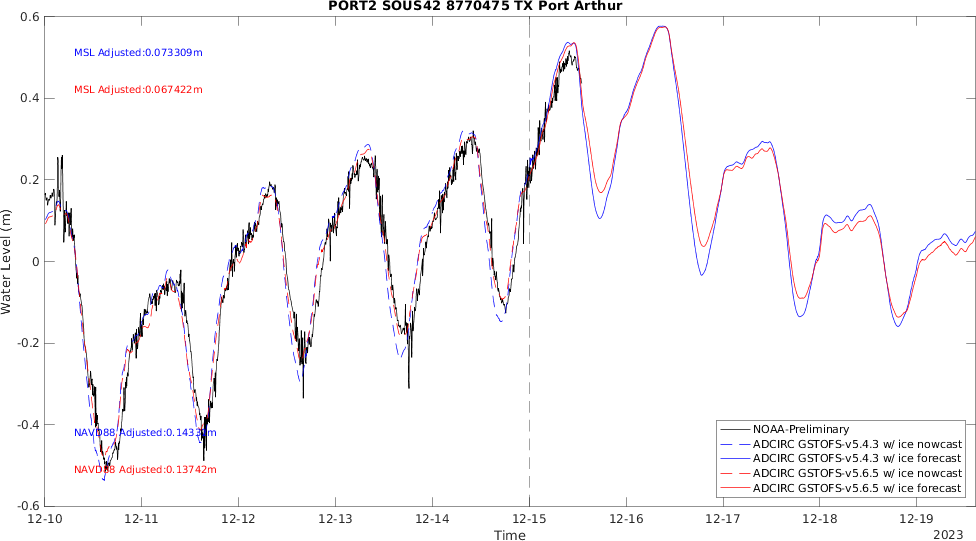 PORT2 SOUS42 8770475 TX Port Arthur
0.6
MSL Adjusted:0.073309m
MSL Adjusted:0.067422m
0.4
0.2
0
-0.2
-0.4
-0.6
Water Level (m)
NAVD88 Adjusted:
NAVD88 Adjusted:0.13742m
NOAA-Preliminary
ADCIRC GSTOFS-v5.4.3 w/ ice nowcast
ADCIRC GSTOFS-v5.4.3 w/ ice forecast
ADCIRC GSTOFS-v5.6.5 w/ ice nowcast
ADCIRC GSTOFS-v5.6.5 w/ ice forecast
12-10 12-11 12-12 12-13 12-14 12-15 12-16 12-17 12-18 12-19
Time
2023